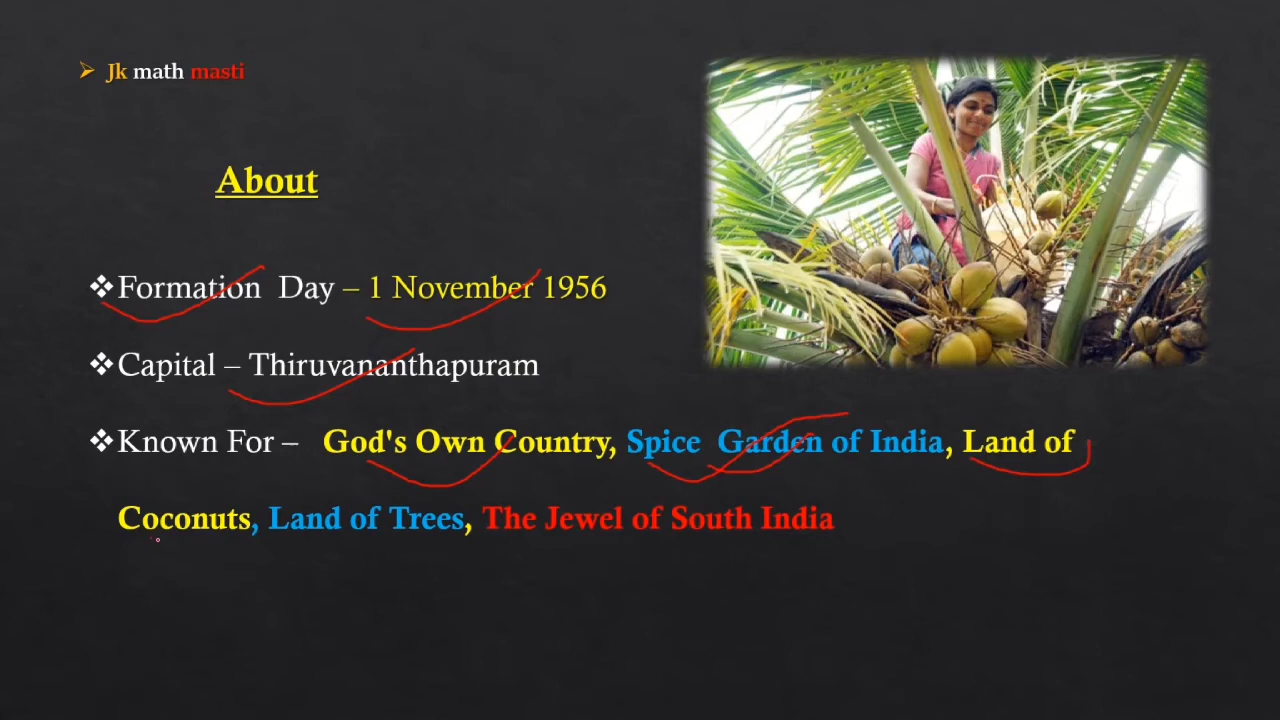 Jk math masti
About
Formation Day – 1 November 1956
Capital – Thiruvananthapuram
Known For – God's Own Country, Spice Garden of India, Land of
Coconuts, Land of Trees, The Jewel of South India